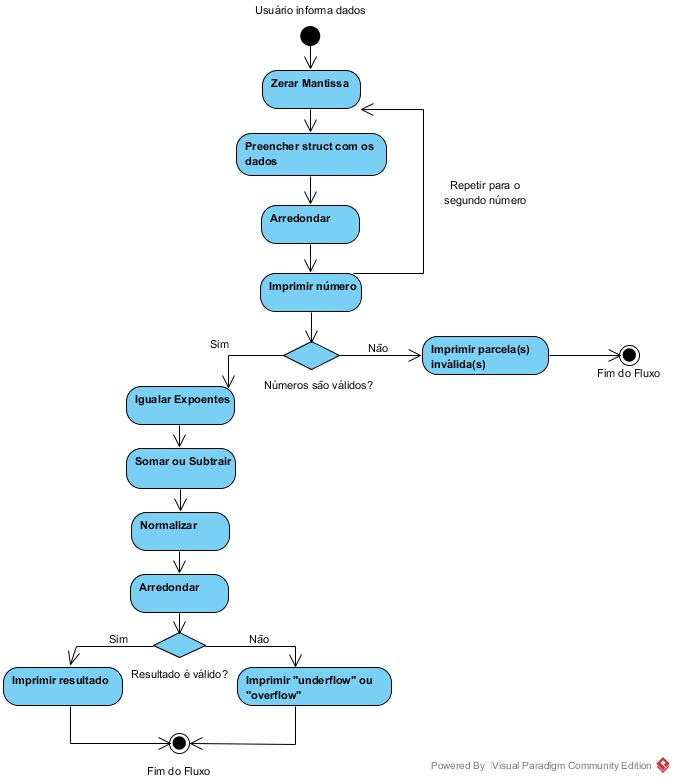 Usuário informa dados
Zerar Mantissa
Preencher struct com os
dados
Repetir para o
segundo número
Arredondar
Imprimir número
Sim
Não
Imprimir parcela(s)
inválida(s)
Números são válidos?
Fim do Fluxo
Igualar Expoentes
Somar ou Subtrair
Normalizar
Arredondar
Sim
Não
Resultado é válido?
Imprimir resultado
Imprimir "underflow" ou
"overflow"
Fim do Fluxo
Powered By Visual Paradigm Community Edition